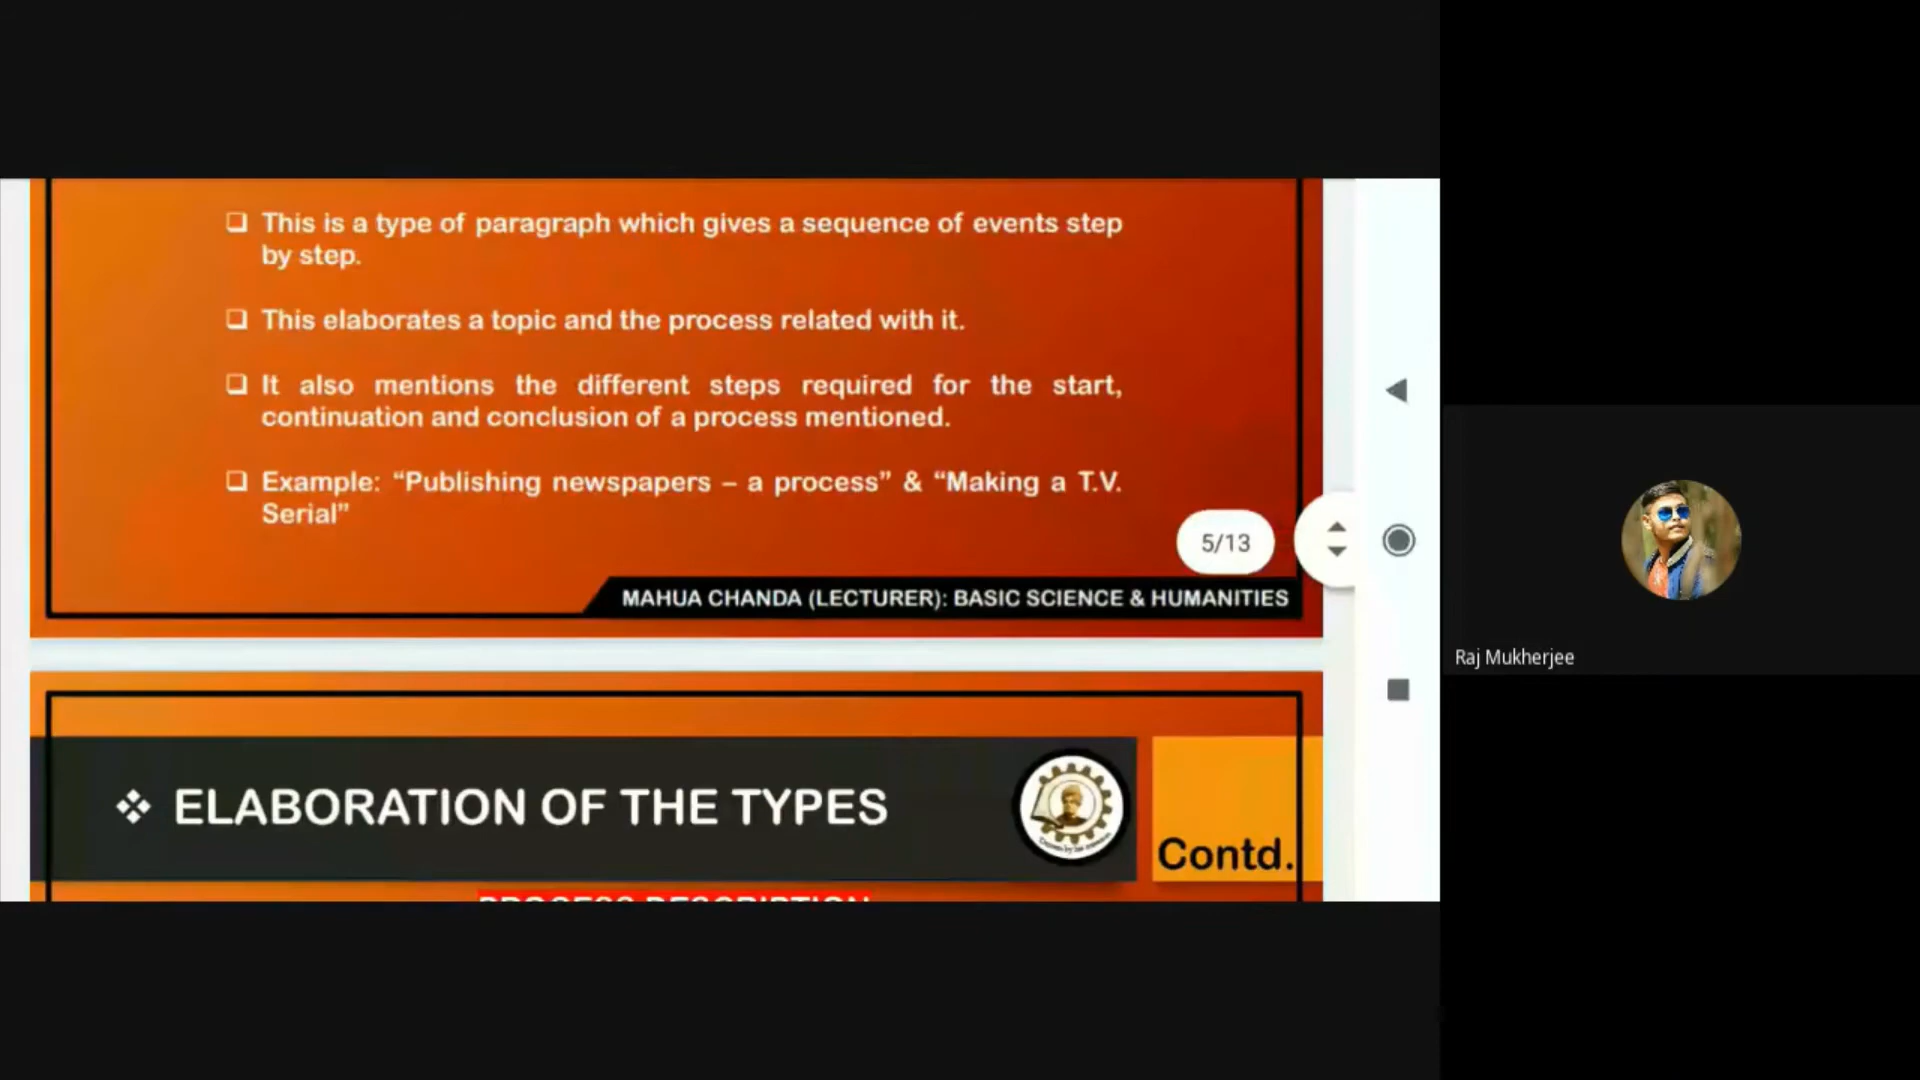 ❑ This is a type of paragraph which gives a sequence of events step
by step.
❑ This elaborates a topic and the process related with it.
❑ It also mentions the different steps required for the start,
continuation and conclusion of a process mentioned.
❑ Example: “Publishing newspapers – a process” & “Making a T.V.
Serial”
5/13
MAHUA CHANDA (LECTURER): BASIC SCIENCE & HUMANITIES
Raj Mukherjee
❖ ELABORATION OF THE TYPES
Contd.
PROCESS DESCRIPTION